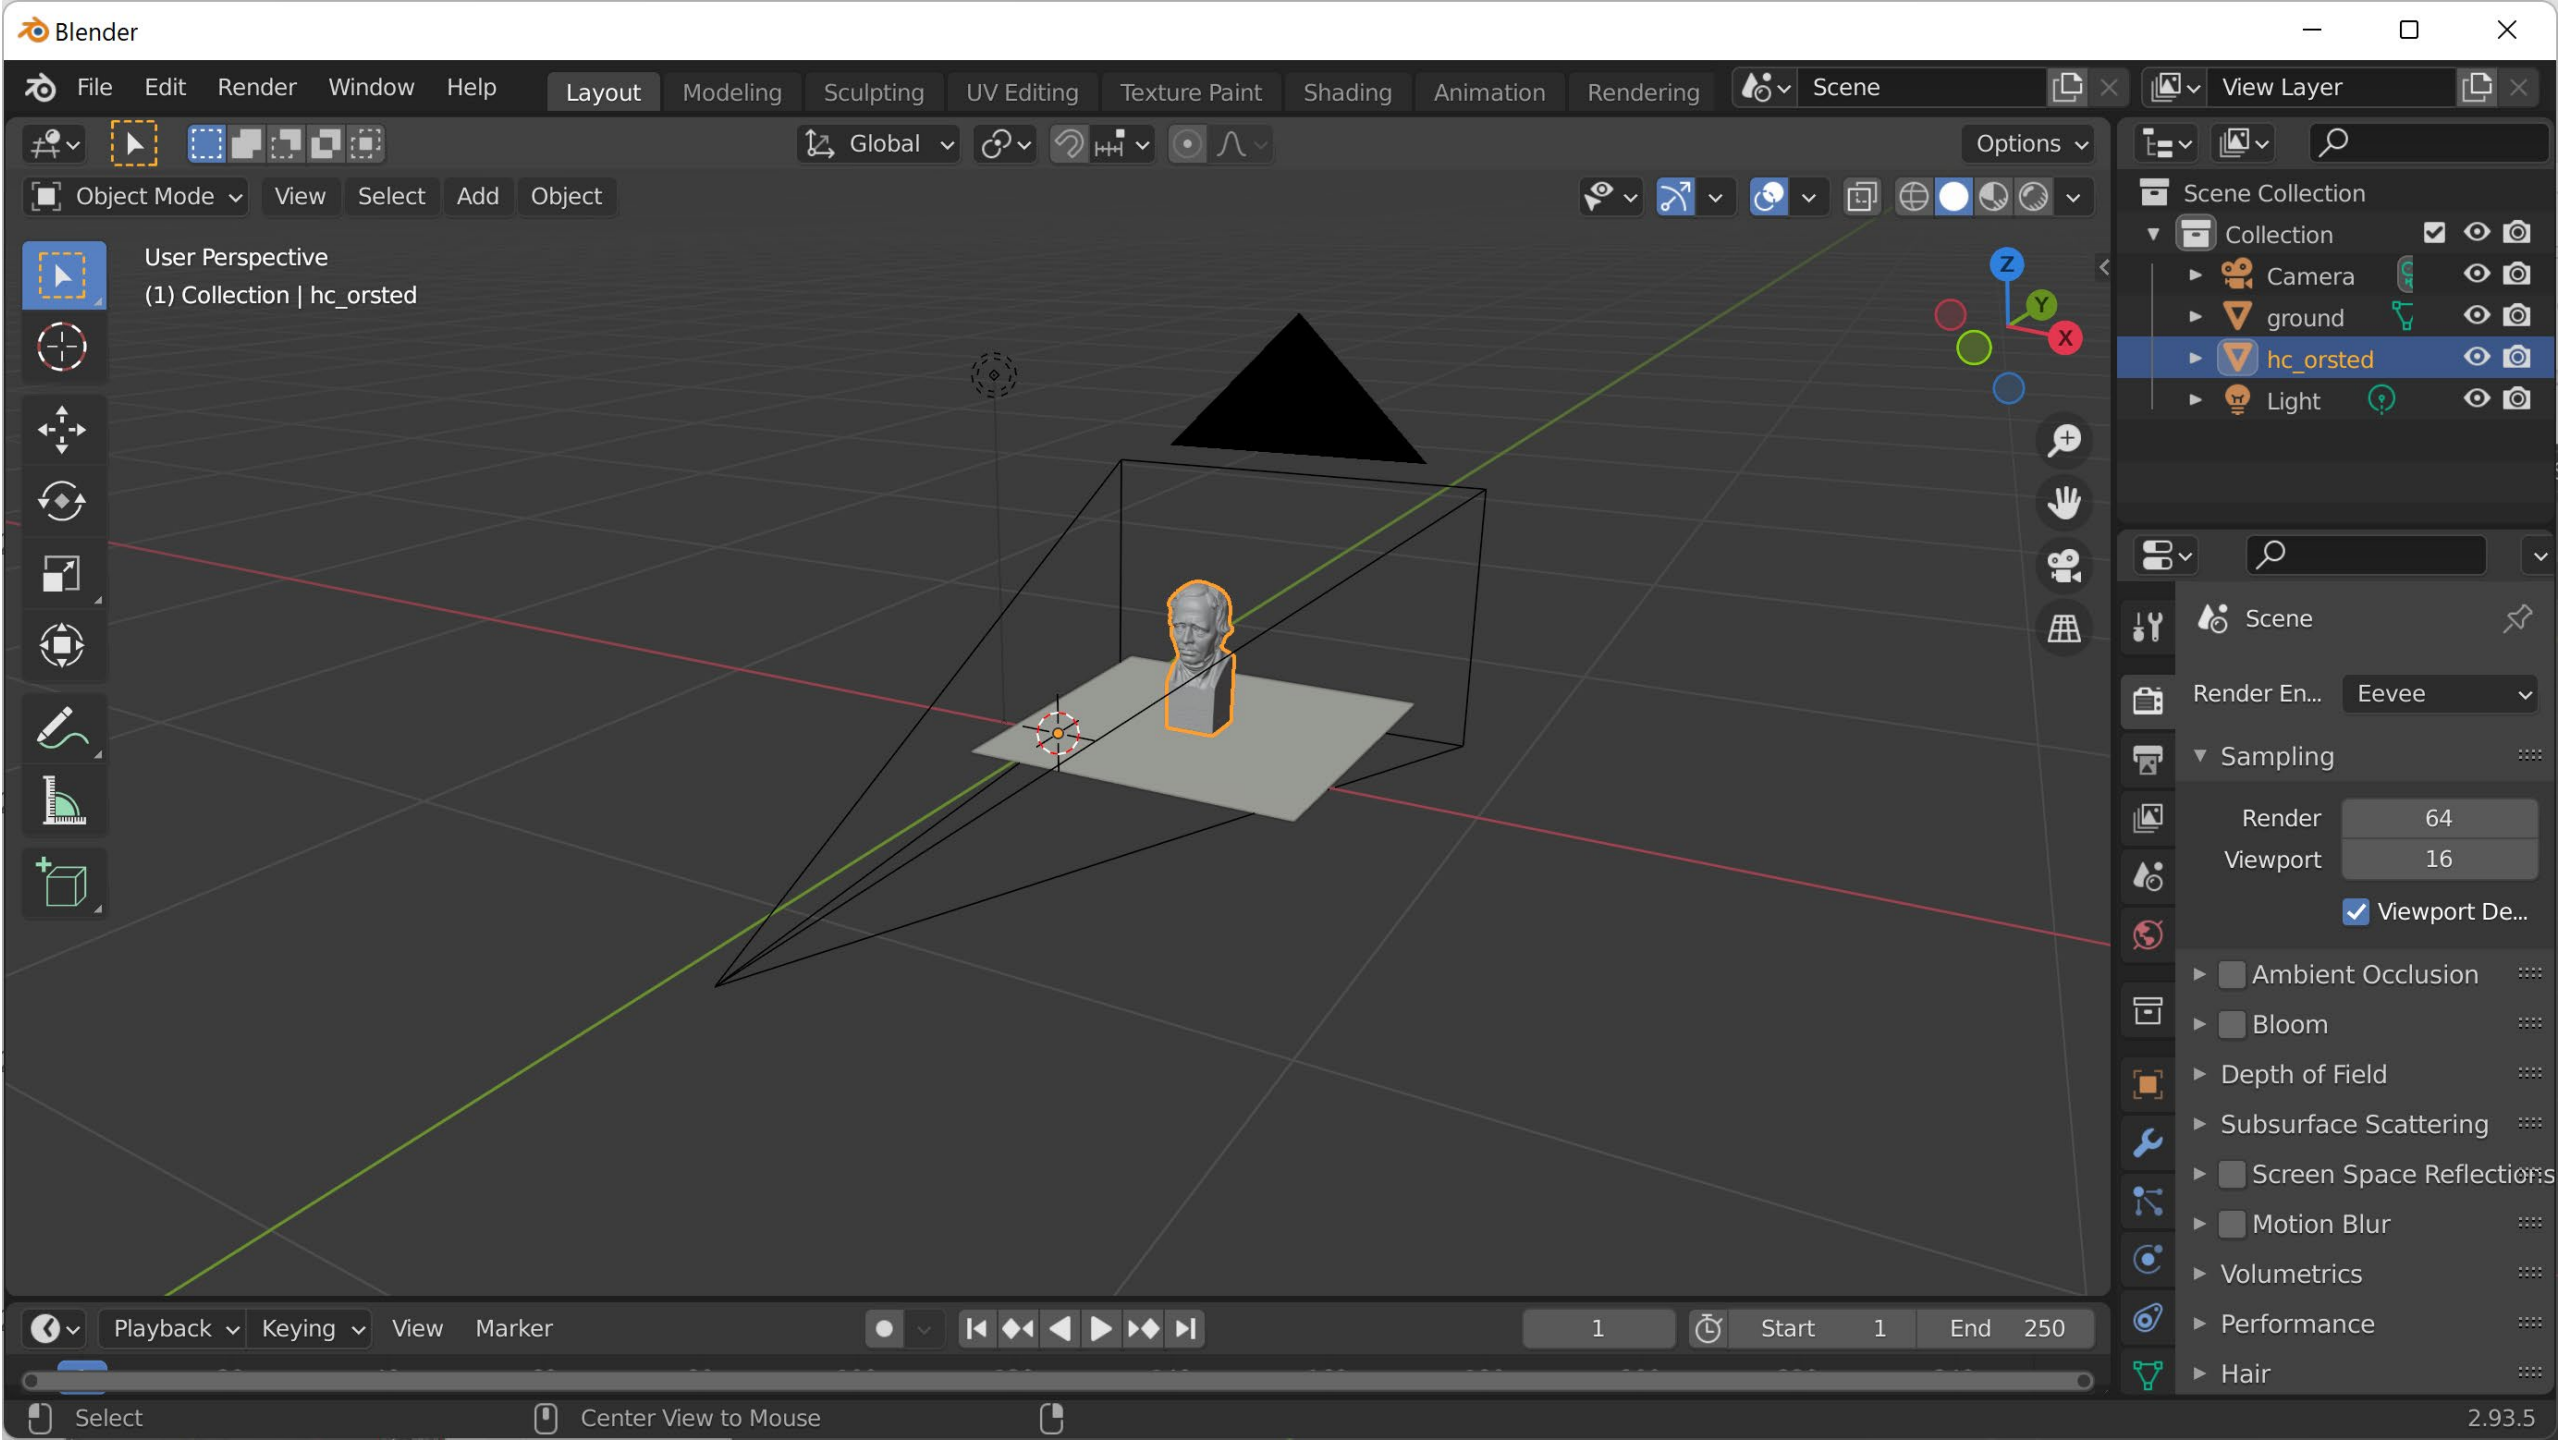 Blender
File Edit Render Window Help Layout Modeling Sculpting UV Editing Texture Paint Shading Animation Rendering Scene View Layer
Global Options
Object Mode View Select Add Object
User Perspective
(1) Collection | hc_orsted
Z
Y
X
Scene Collection
Collection
Camera
ground
hc_orsted
Light
Scene
Render En... Eevee
Sampling
Render 64
Viewport 16
Viewport De...
Ambient Occlusion
Bloom
Depth of Field
Subsurface Scattering
Screen Space Reflections
Motion Blur
Volumetrics
Performance
Hair
Playback Keying View Marker 1 Start 1 End 250
Select Center View to Mouse 2.93.5